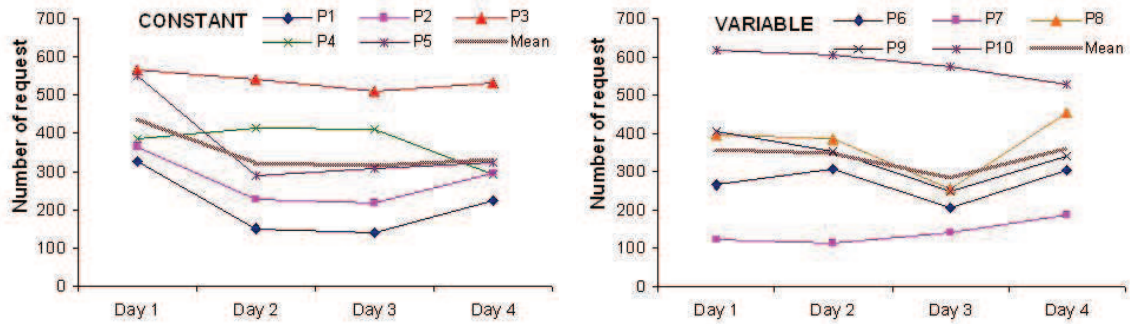 CONSTANT
P1 P2 P3
P4 P5 Mean
Number of request
700
600
500
400
300
200
100
0
Day 1 Day 2 Day 3 Day 4
VARIABLE
P6 P7 P8
P9 P10 Mean
Number of request
700
600
500
400
300
200
100
0
Day 1 Day 2 Day 3 Day 4